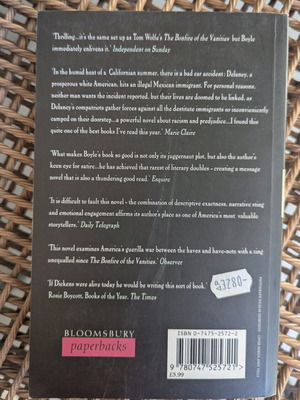 'Thrilling...it's the same set up as Tom Wolfe's The Bonfire of the Vanities but Boyle
immediately enlivens it.' Independent on Sunday
'In the humid heat of a Californian summer, there is a bad car accident: Delaney, a
prosperous white American, hits an illegal Mexican immigrant. For personal reasons,
neither man wants the incident reported, but their lives are doomed to be linked, as
Delaney's compatriots gather forces against all the destitute immigrants so inconveniently
camped on their doorstep...a powerful novel about racism and prejudice...I found this
quite one of the best books I've read this year.' Marie Claire
'What makes Boyle's book so good is not only its juggernaut plot, but also the author's
keen eye for satire...he has achieved that rarest of literary doubles - creating a novel
that is also a thundering good read.' Esquire
'It is difficult to fault this novel - the combination of descriptive exactness, narrative sting
and emotional engagement affirms its author's place as one of America's most valuable
storytellers.' Daily Telegraph
'This novel examines America's guerilla war between the haves and have-nots with a zing
unequalled since The Bonfire of the Vanities.' Observer
'If Dickens were alive today he would be writing this sort of book.'
Rosie Boycott, Books of the Year, The Times
93280-
BLOOMSBURY
paperbacks
ISBN 0-7475-2572-2
9 780747 525721 >
£5.99